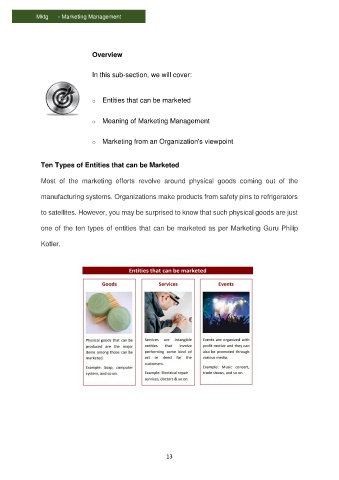 Mktg - Marketing Management
Overview
In this sub-section, we will cover:
o Entities that can be marketed
o Meaning of Marketing Management
o Marketing from an Organization's viewpoint
Ten Types of Entities that can be Marketed
Most of the marketing efforts revolve around physical goods coming out of the
manufacturing systems. Organizations make products from safety pins to refrigerators
to satellites. However, you may be surprised to know that such physical goods are just
one of the ten types of entities that can be marketed as per Marketing Guru Philip
Kotler.
Entities that can be marketed
Goods
Physical goods that can be
produced are the major
items among those can be
marketed.
Example: Soap, computer
system, and so on.
Services
Services are intangible
entities that involve
performing some kind of
act or deed for the
customers.
Example: Electrical repair
services, doctors & so on.
Events
Events are organized with
profit motive and they can
also be promoted through
various media.
Example: Music concert,
trade shows, and so on.
13